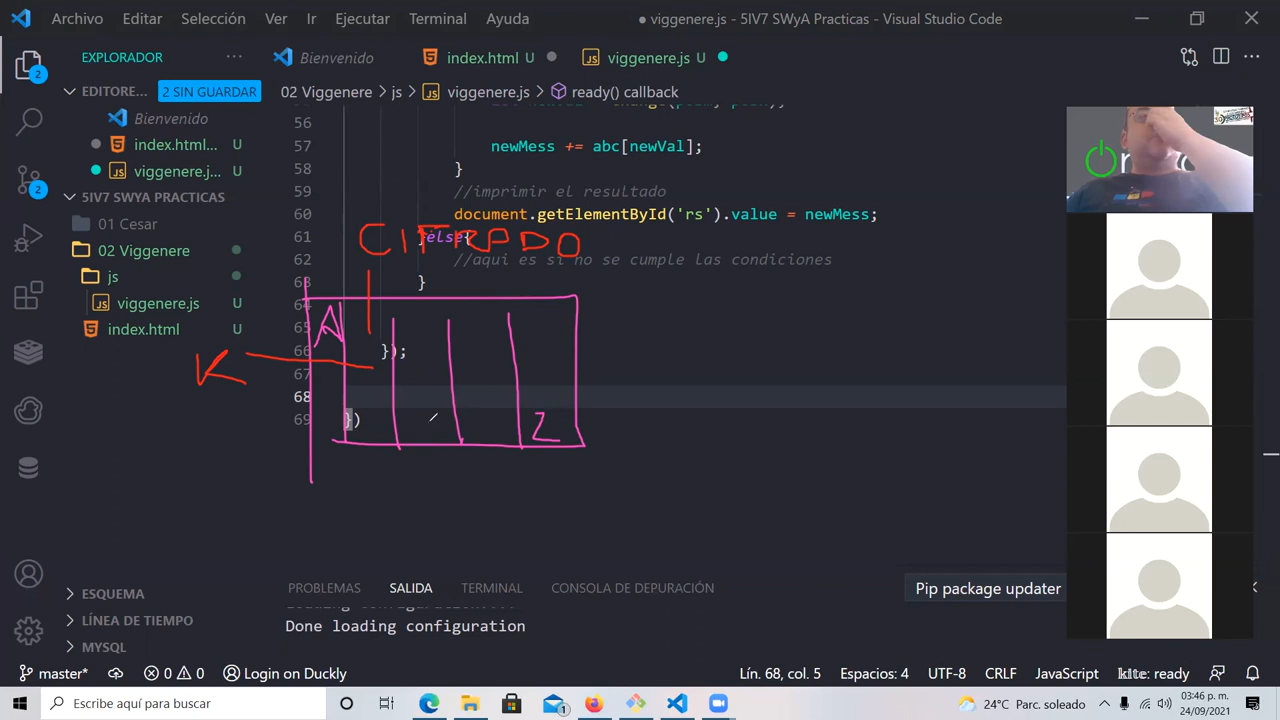 Archivo Editar Selección Ver Ir Ejecutar Terminal Ayuda
● viggenere.js - 5IV7 SWyA Practicas - Visual Studio Code
EXPLORADOR ···
Bienvenido
index.html U
viggenere.js U
EDITORE... 2 SIN GUARDAR
02 Viggenere > js > viggenere.js > ready() callback
Bienvenido
index.html... U
viggenere.j... U
5IV7 SWYA PRACTICAS
01 Cesar
02 Viggenere
js
viggenere.js U
index.html U
56
57 newMess += abc[newVal];
58 }
59 //imprimir el resultado
60 document.getElementById('rs').value = newMess;
61 }else{
CIFRADO
62 //aqui es si no se cumple las condiciones
63 }
64
A
65
66 });
K
67
68
69 })
Z
PROBLEMAS SALIDA TERMINAL CONSOLA DE DEPURACIÓN
Pip package updater
Done loading configuration
ESQUEMA
LÍNEA DE TIEMPO
MYSQL
master* 0 0 Login on Duckly
Lín. 68, col. 5 Espacios: 4 UTF-8 CRLF JavaScript kite: ready
Escribe aquí para buscar
24°C Parc. soleado
03:46 p. m.
24/09/2021